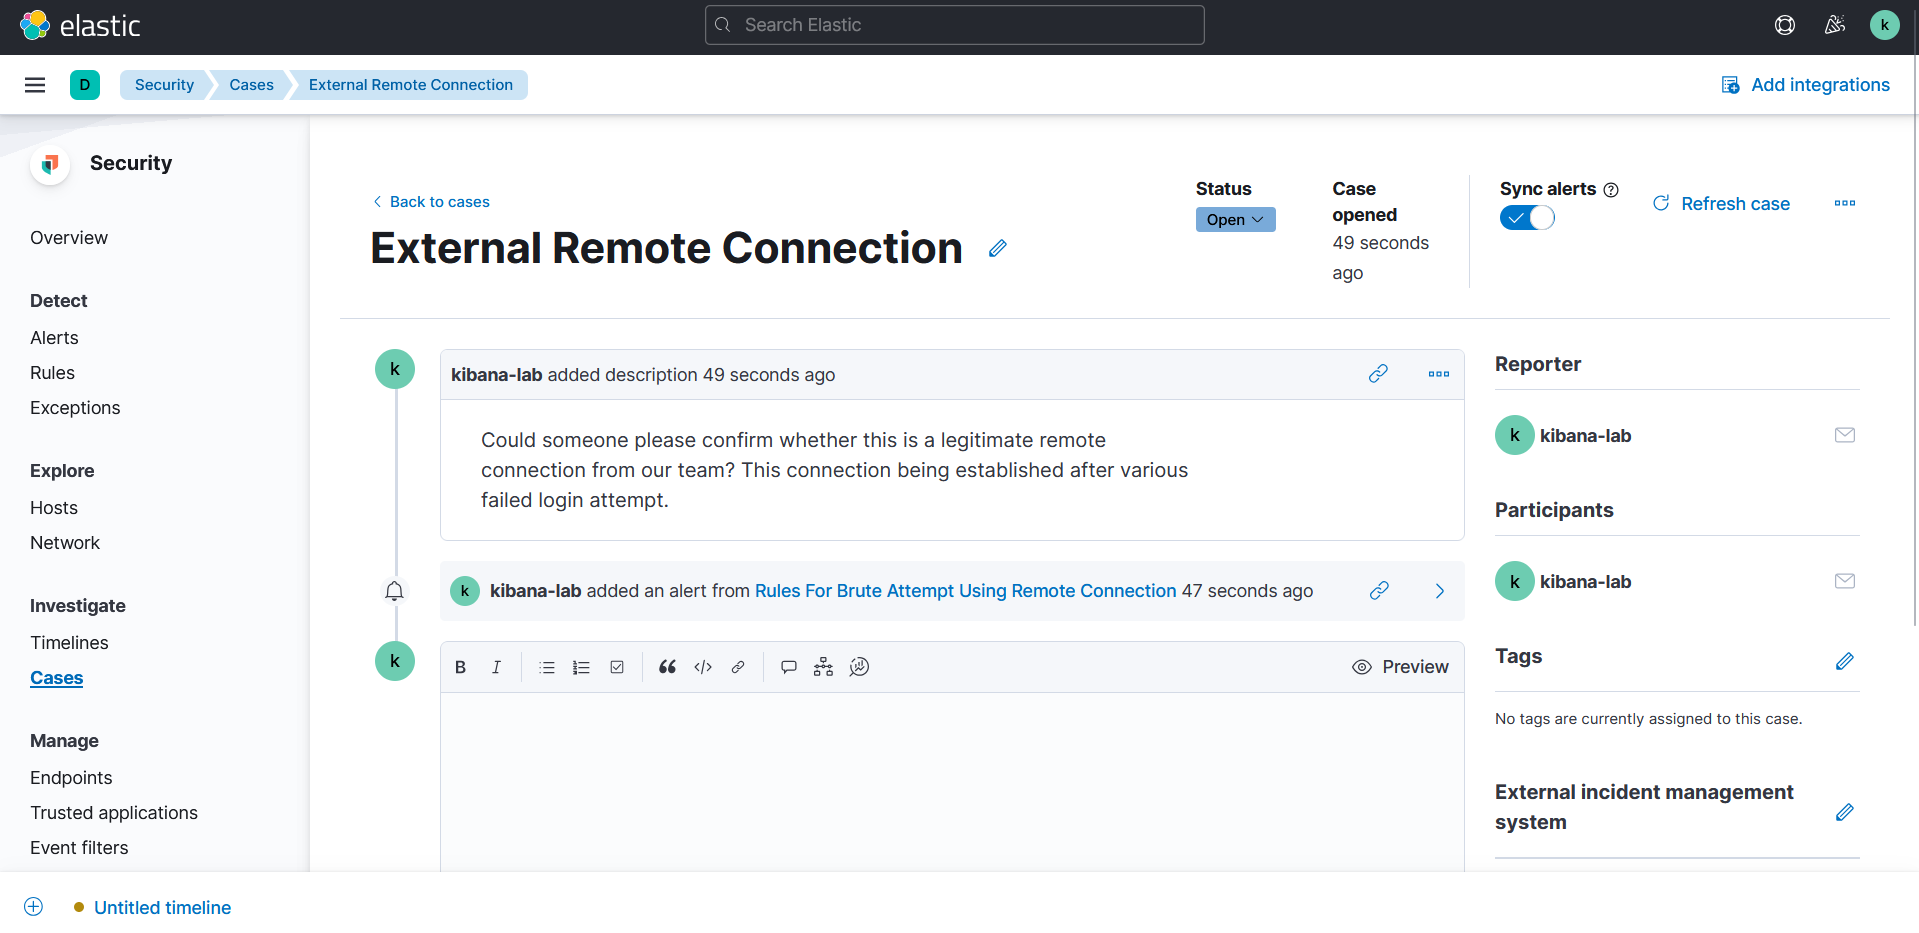 elastic
Search Elastic
k
D
Security
Cases
External Remote Connection
Add integrations
Security
Overview
Detect
Alerts
Rules
Exceptions
Explore
Hosts
Network
Investigate
Timelines
Cases
Manage
Endpoints
Trusted applications
Event filters
Back to cases
External Remote Connection
Status
Open
Case
opened
49 seconds
ago
Sync alerts
Refresh case
k
kibana-lab added description 49 seconds ago
Could someone please confirm whether this is a legitimate remote
connection from our team? This connection being established after various
failed login attempt.
k
kibana-lab added an alert from Rules For Brute Attempt Using Remote Connection 47 seconds ago
k
B I
Preview
Reporter
k
kibana-lab
Participants
k
kibana-lab
Tags
No tags are currently assigned to this case.
External incident management
system
Untitled timeline